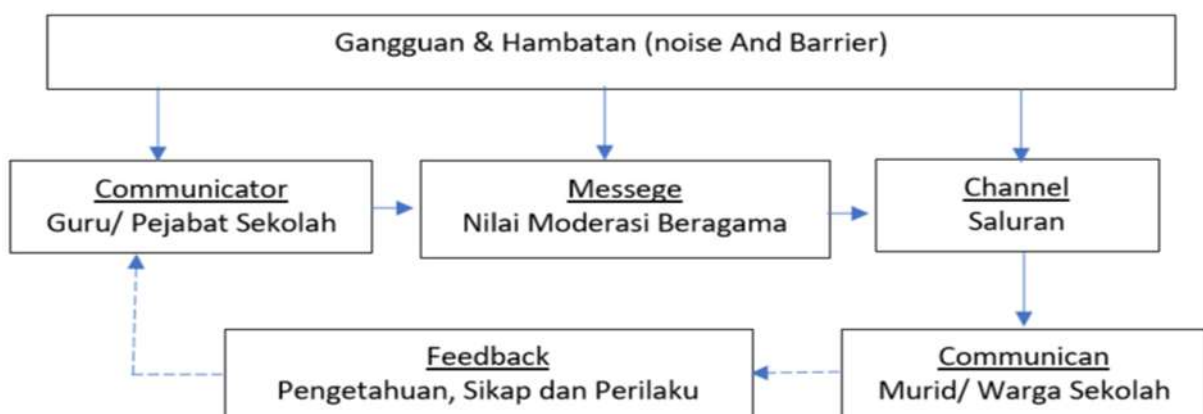 Gangguan & Hambatan (noise And Barrier)
Communicator
Guru/ Pejabat Sekolah
Messege
Nilai Moderasi Beragama
Channel
Saluran
Feedback
Pengetahuan, Sikap dan Perilaku
Communican
Murid/ Warga Sekolah